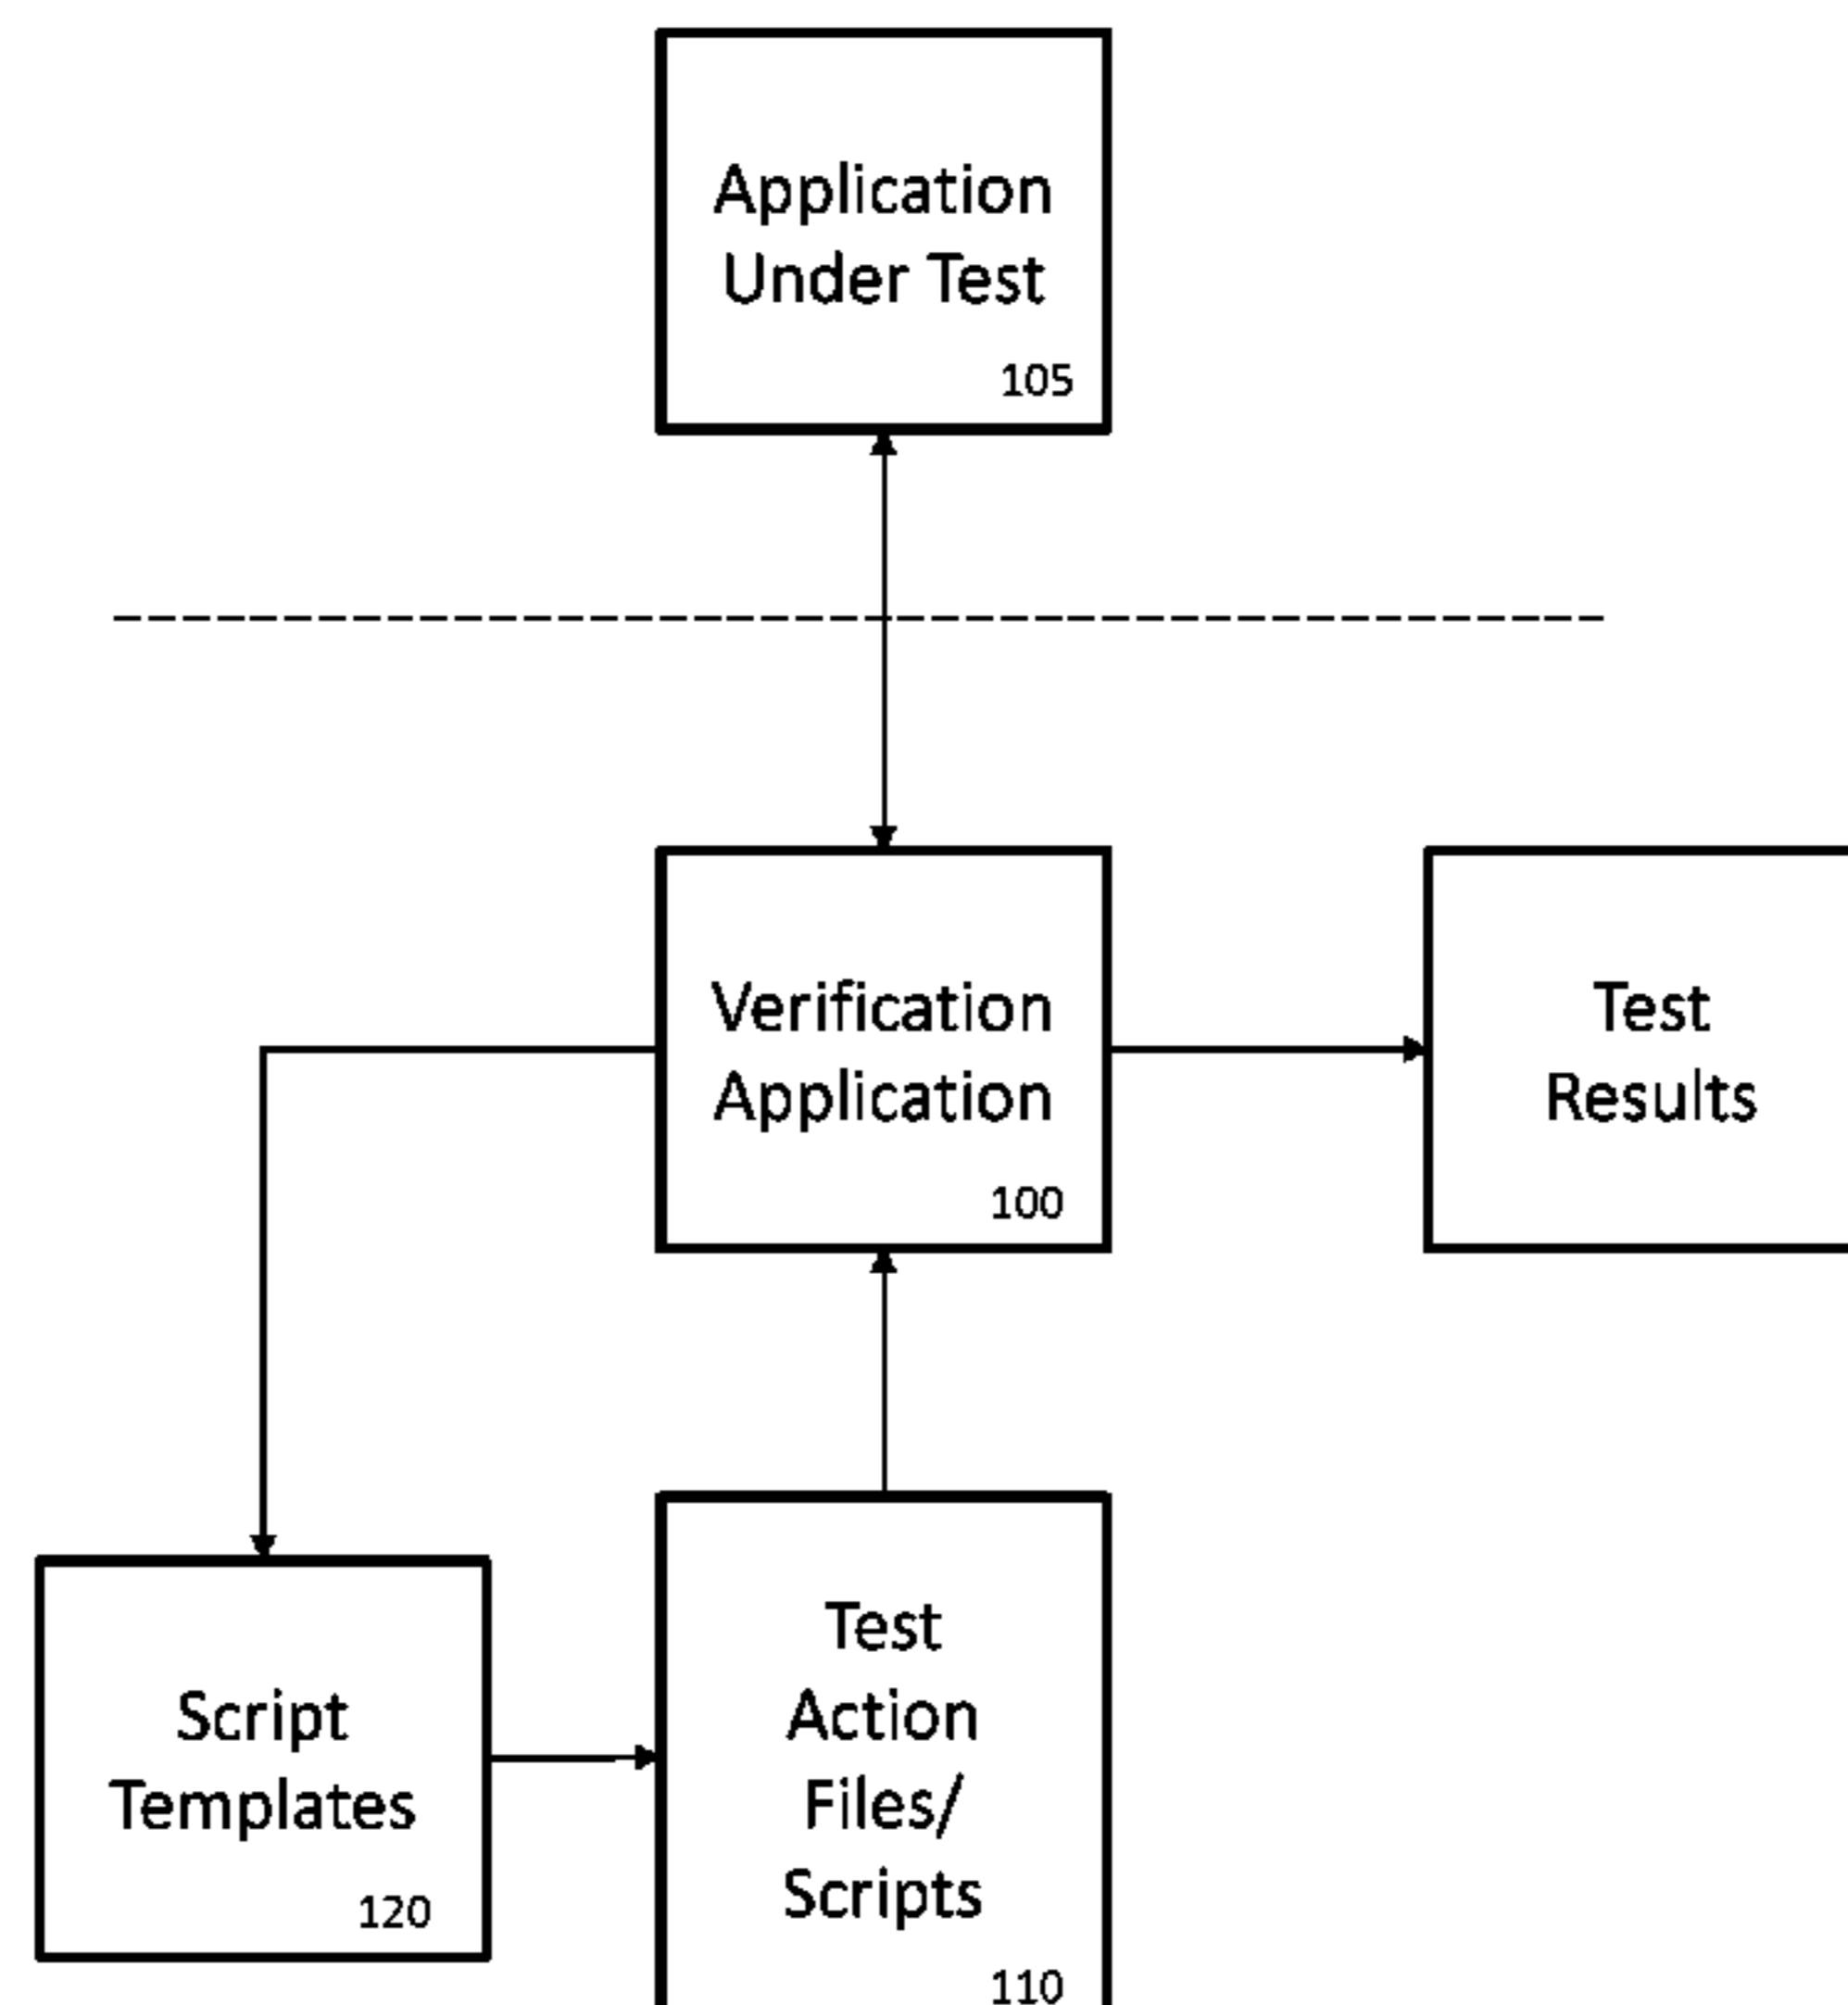 Application
Under Test
105
Verification
Application
100
Test
Results
Script
Templates
120
Test
Action
Files/
Scripts
110